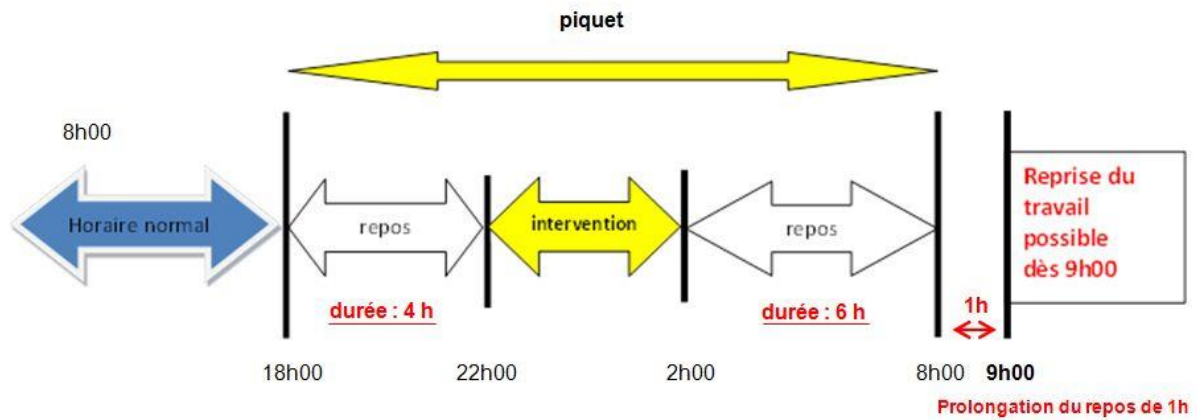 piquet
8h00
Horaire normal
repos
intervention
repos
Reprise du
travail
possible
dès 9h00
durée : 4 h
durée : 6 h
1h
18h00
22h00
2h00
8h00
9h00
Prolongation du repos de 1h